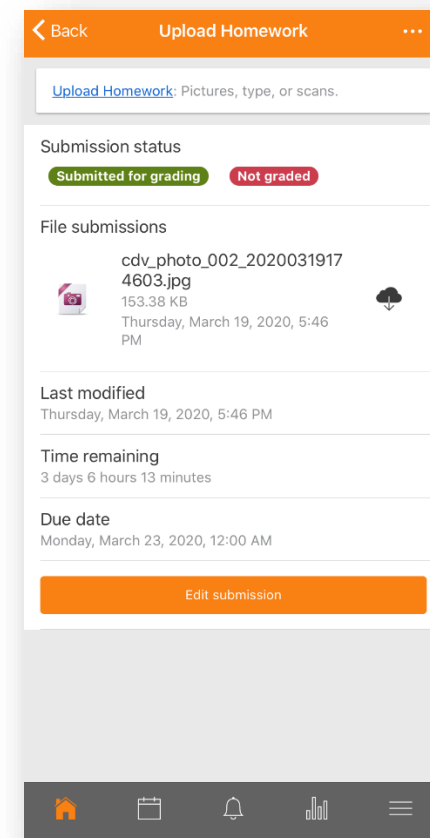 Back
Upload Homework
Upload Homework: Pictures, type, or scans.
Submission status
Submitted for grading
Not graded
File submissions
cdv_photo_002_2020031917
4603.jpg
153.38 KB
Thursday, March 19, 2020, 5:46
PM
Last modified
Thursday, March 19, 2020, 5:46 PM
Time remaining
3 days 6 hours 13 minutes
Due date
Monday, March 23, 2020, 12:00 AM
Edit submission